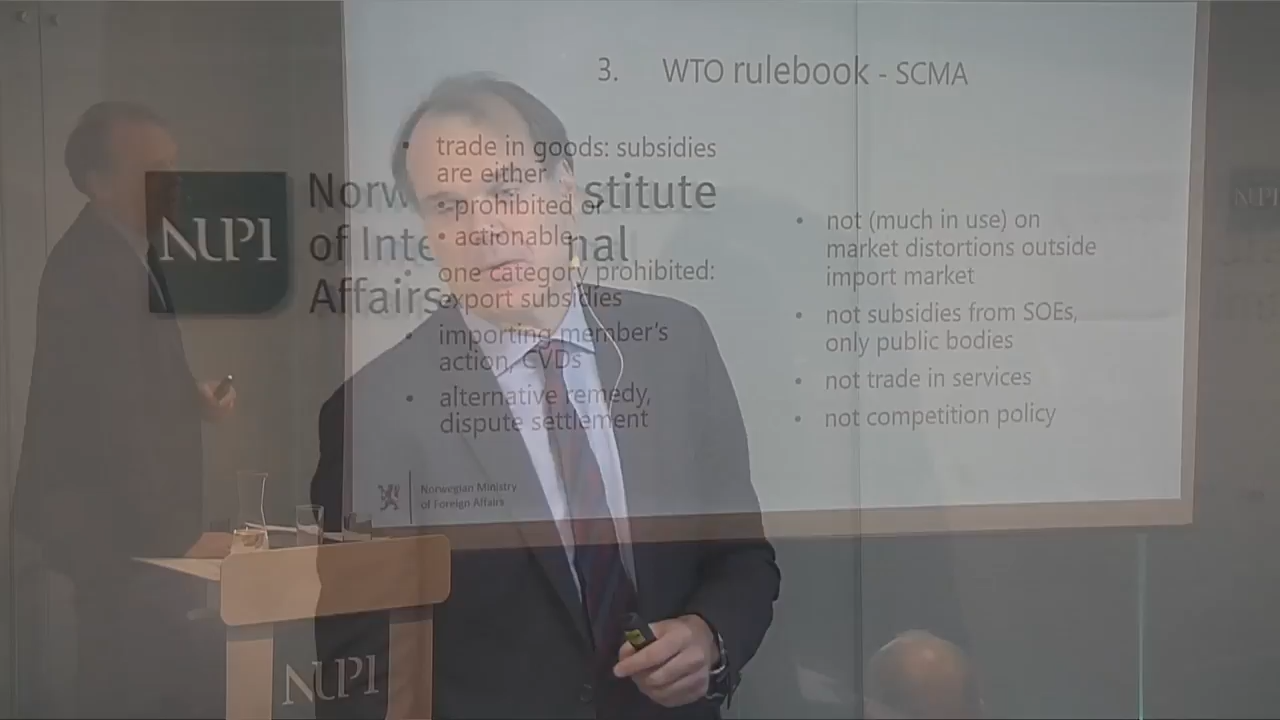 3. WTO rulebook - SCMA
• trade in goods: subsidies
are either
• prohibited or
• actionable
one category prohibited:
export subsidies
• importing member's
action, CVDs
• alternative remedy,
dispute settlement
• not (much in use) on
market distortions outside
import market
• not subsidies from SOEs,
only public bodies
• not trade in services
• not competition policy
Norwegian Ministry
of Foreign Affairs
NUPI
of
Affairs
NUPI